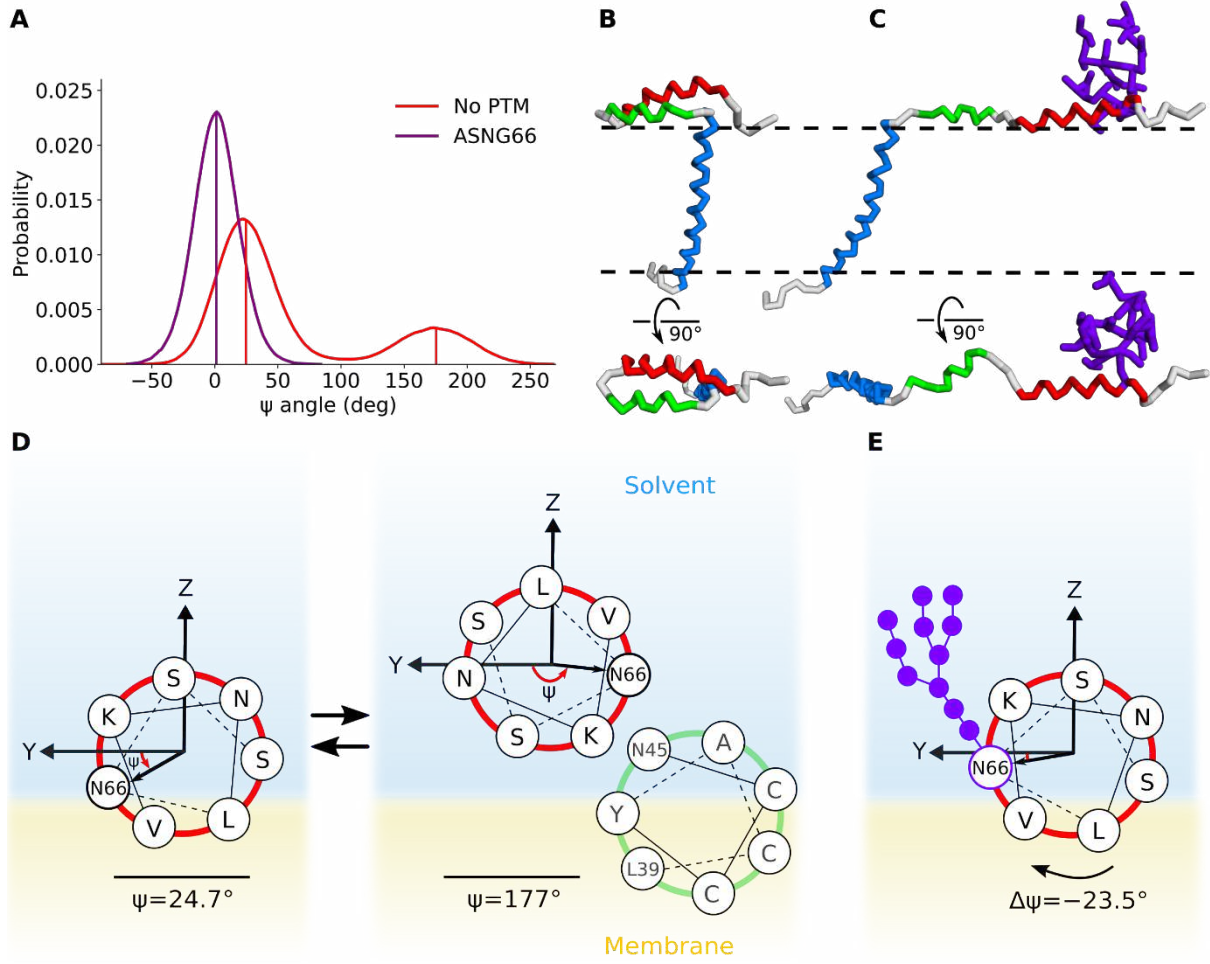 A
B
C
No PTM
ASNG66
Probability
0.025
0.020
0.015
0.010
0.005
0.000
−50
0
50
100
150
200
250
ψ angle (deg)
90°
90°
D
E
Solvent
Z
Y
S
K
N
ψ
S
N66
V
L
ψ=24.7°
Z
L
S
V
Y
N
N66
ψ
S
K
N45
A
Y
C
L39
C
C
ψ=177°
Membrane
Z
S
K
N
Y
N66
S
V
L
Δψ=−23.5°